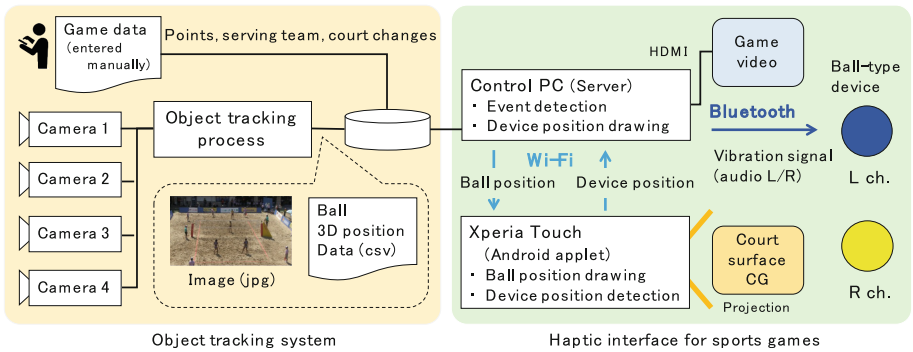 Game data
(entered
manually)
Points, serving team, court changes
Camera 1
Camera 2
Camera 3
Camera 4
Object tracking
process
Image (jpg)
Ball
3D position
Data (csv)
Object tracking system
Control PC (Server)
・ Event detection
・ Device position drawing
HDMI
Game
video
Ball-type
device
Bluetooth
Vibration signal
(audio L/R)
L ch.
Wi-Fi
Ball position
Device position
Xperia Touch
(Android applet)
・ Ball position drawing
・ Device position detection
Court
surface
CG
Projection
R ch.
Haptic interface for sports games